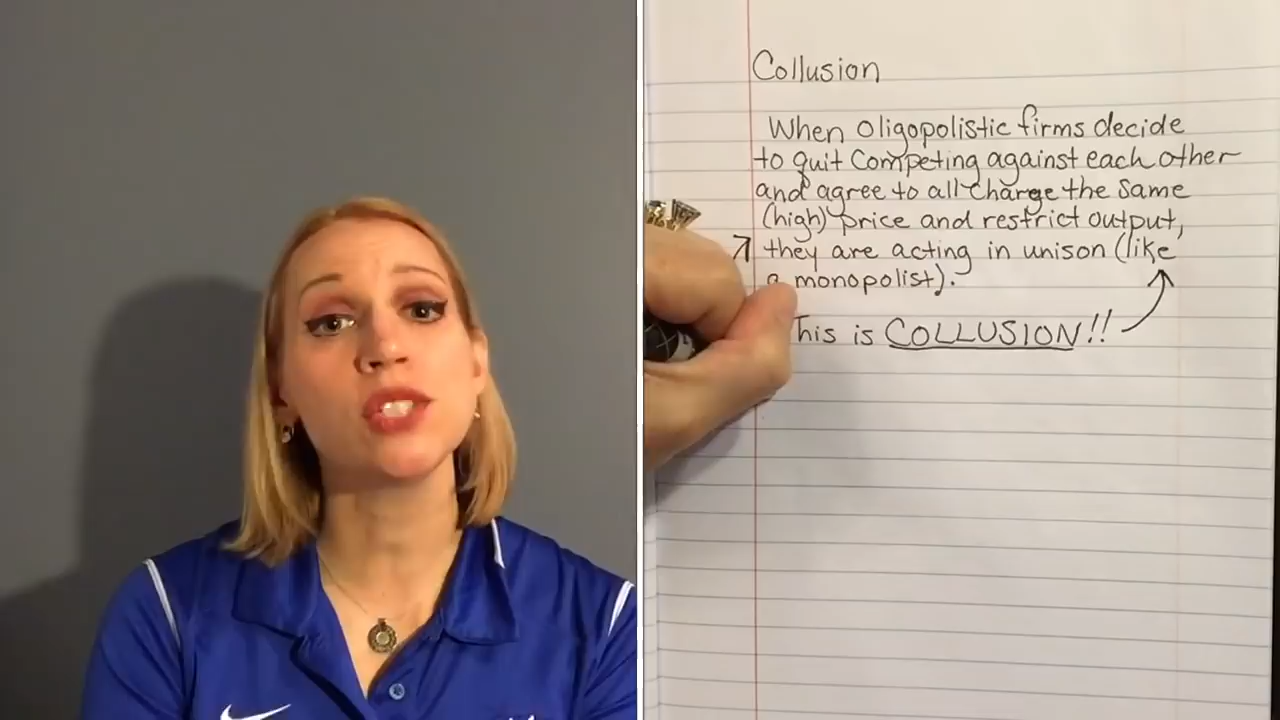 Collusion
When oligopolistic firms decide
to quit competing against each other
and agree to all charge the same
(high) price and restrict output,
they are acting in unison (like
a monopolist).
This is COLLUSION!!